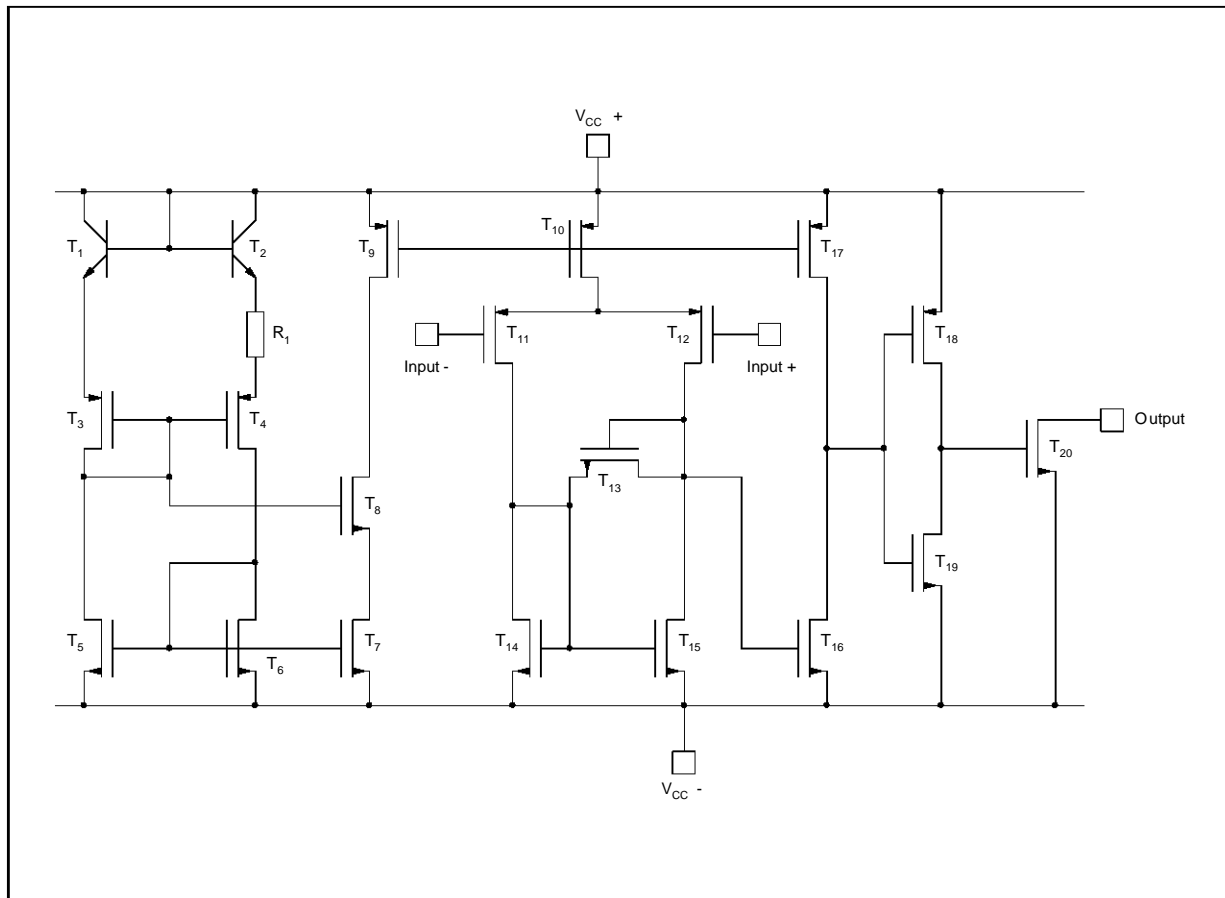 VCC +
T1
T2
T9
T10
T17
R1
T11
T12
T18
Input -
Input +
T3
T4
T20
Output
T13
T8
T19
T5
T6
T7
T14
T15
T16
VCC -